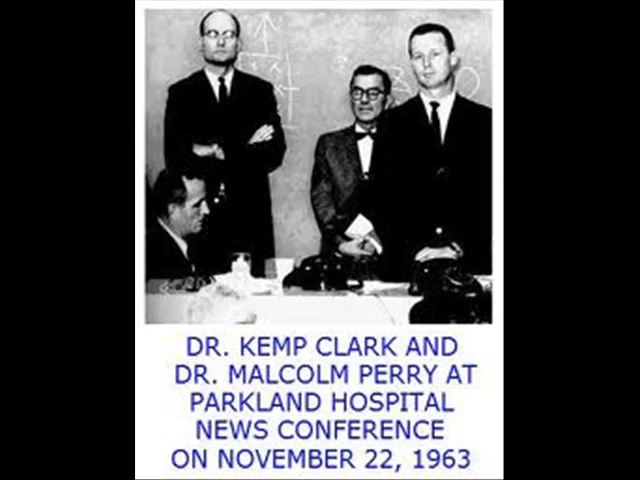 DR. KEMP CLARK AND
DR. MALCOLM PERRY AT
PARKLAND HOSPITAL
NEWS CONFERENCE
ON NOVEMBER 22, 1963